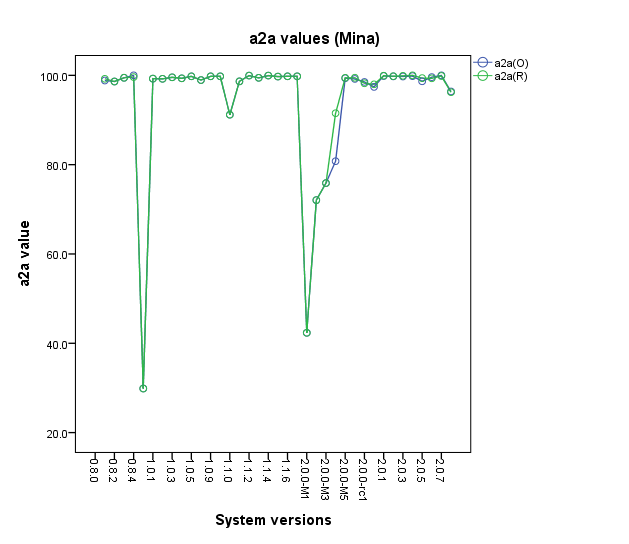 a2a values (Mina)
a2a(O)
a2a(R)
100.0
80.0
60.0
40.0
20.0
a2a value
0.8.0
0.8.2
0.8.4
1.0.1
1.0.3
1.0.5
1.0.9
1.1.0
1.1.2
1.1.4
1.1.6
2.0.0-M1
2.0.0-M3
2.0.0-M5
2.0.0-rc1
2.0.1
2.0.3
2.0.5
2.0.7
System versions